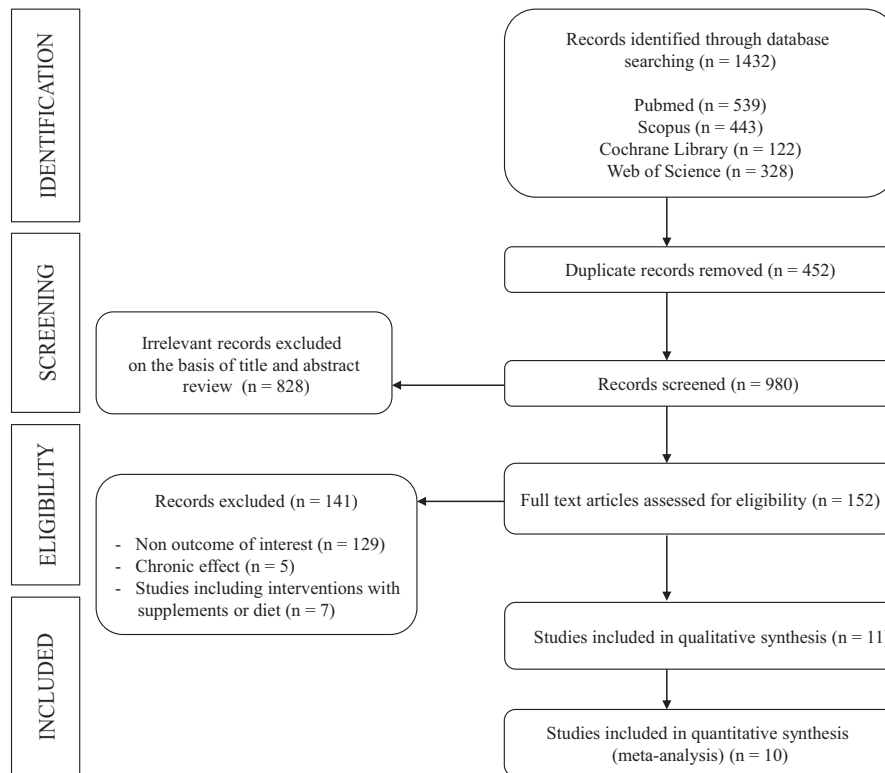 IDENTIFICATION
Records identified through database
searching (n = 1432)
Pubmed (n = 539)
Scopus (n = 443)
Cochrane Library (n = 122)
Web of Science (n = 328)
SCREENING
Duplicate records removed (n = 452)
Irrelevant records excluded
on the basis of title and abstract
review (n = 828)
Records screened (n = 980)
ELIGIBILITY
Full text articles assessed for eligibility (n = 152)
Records excluded (n = 141)
- Non outcome of interest (n = 129)
- Chronic effect (n = 5)
- Studies including interventions with
supplements or diet (n = 7)
INCLUDED
Studies included in qualitative synthesis (n = 11)
Studies included in quantitative synthesis
(meta-analysis) (n = 10)